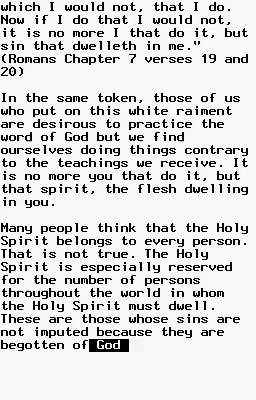 which I would not, that I do.
Now if I do that I would not,
it is no more I that do it, but
sin that dwelleth in me."
(Romans Chapter 7 verses 19 and
20)
In the same token, those of us
who put on this white raiment
are desirous to practice the
word of God but we find
ourselves doing things contrary
to the teachings we receive. It
is no more you that do it, but
that spirit, the flesh dwelling
in you.
Many people think that the Holy
Spirit belongs to every person.
That is not true. The Holy
Spirit is especially reserved
for the number of persons
throughout the world in whom
the Holy Spirit must dwell.
These are those whose sins are
not imputed because they are
begotten of God